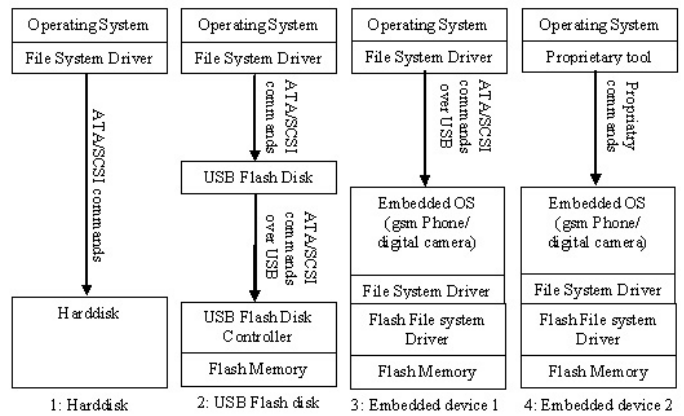 Operating System
File System Driver
ATA/SCSI commands
Harddisk
1: Harddisk
Operating System
File System Driver
ATA/SCSI
commands
USB Flash Disk
ATA/SCSI
commands
over USB
USB Flash Disk
Controller
Flash Memory
2: USB Flash disk
Operating System
File System Driver
ATA/SCSI
commands
over USB
Embedded OS
(gsm Phone/
digital camera)
File System Driver
Flash File system
Driver
Flash Memory
3: Embedded device 1
Operating System
Proprietary tool
Propriatry
commands
Embedded OS
(gsm Phone/
digital camera)
File System Driver
Flash File system
Driver
Flash Memory
4: Embedded device 2